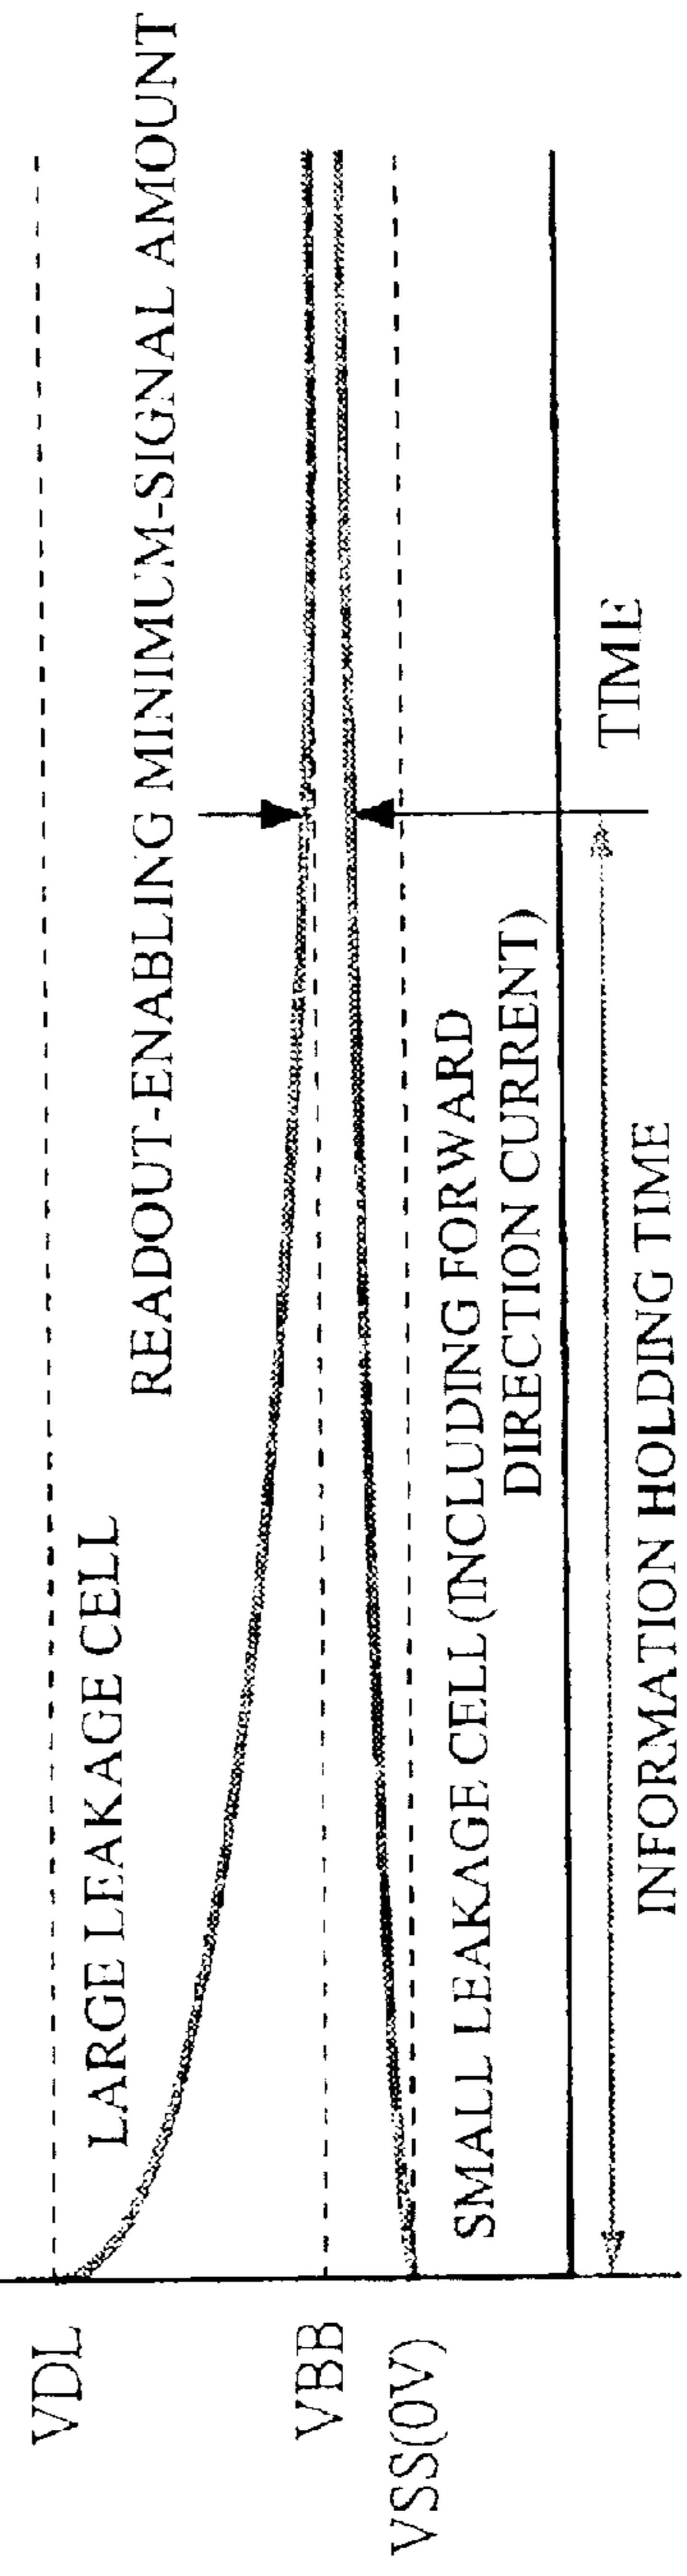 VDL
LARGE LEAKAGE CELL
READOUT-ENABLING MINIMUM-SIGNAL AMOUNT
VBB
VSS(0V)
SMALL LEAKAGE CELL(INCLUDING FORWARD
DIRECTION CURRENT)
TIME
INFORMATION HOLDING TIME